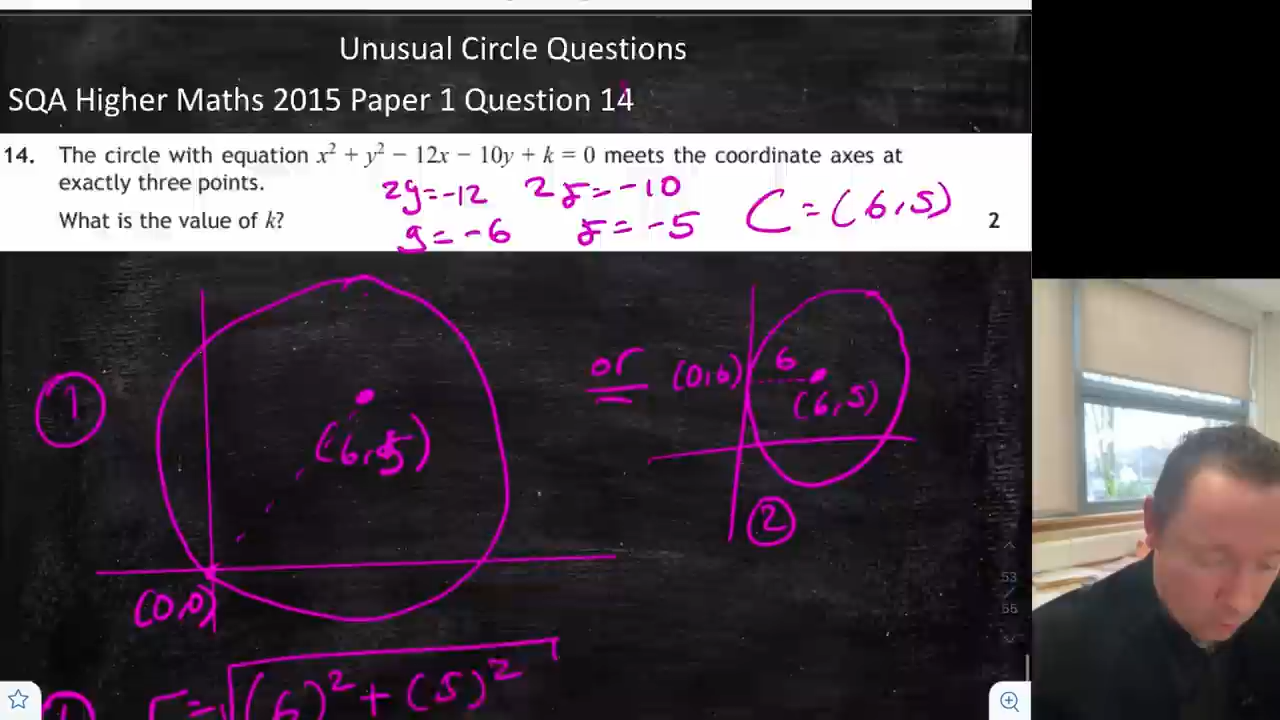 Unusual Circle Questions
SQA Higher Maths 2015 Paper 1 Question 14
14. The circle with equation x² + y² − 12x − 10y + k = 0 meets the coordinate axes at
exactly three points.
What is the value of k?
2
2g=-12 2f=-10
g=-6 f=-5
C=(6,5)
1
(6,5)
(0,0)
or
(0,6)
6
(6,5)
2
53
/
55
1 r=√(6)²+(5)²